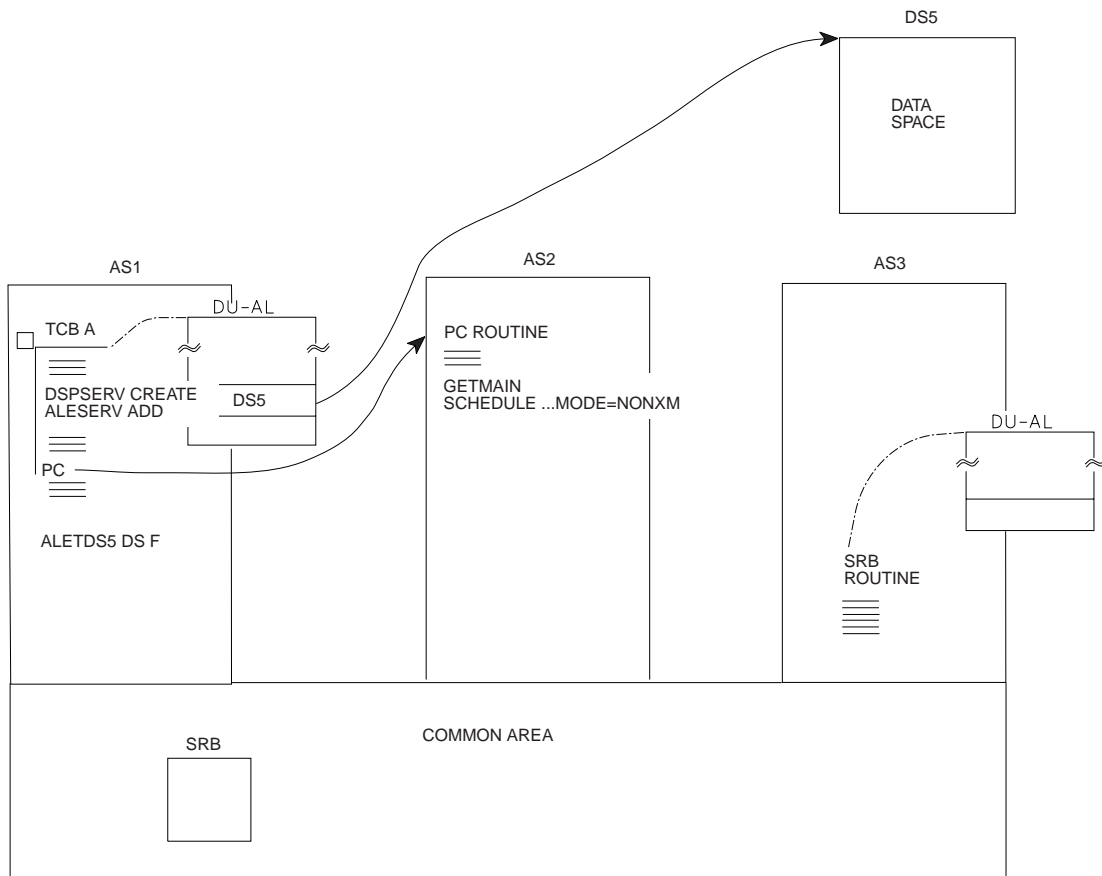 DS5
DATA
SPACE
AS1
AS2
AS3
DU-AL
TCB A
DSPSERV CREATE
ALESERV ADD
DS5
PC
ALETDS5 DS F
PC ROUTINE
GETMAIN
SCHEDULE ...MODE=NONXM
DU-AL
SRB
ROUTINE
COMMON AREA
SRB